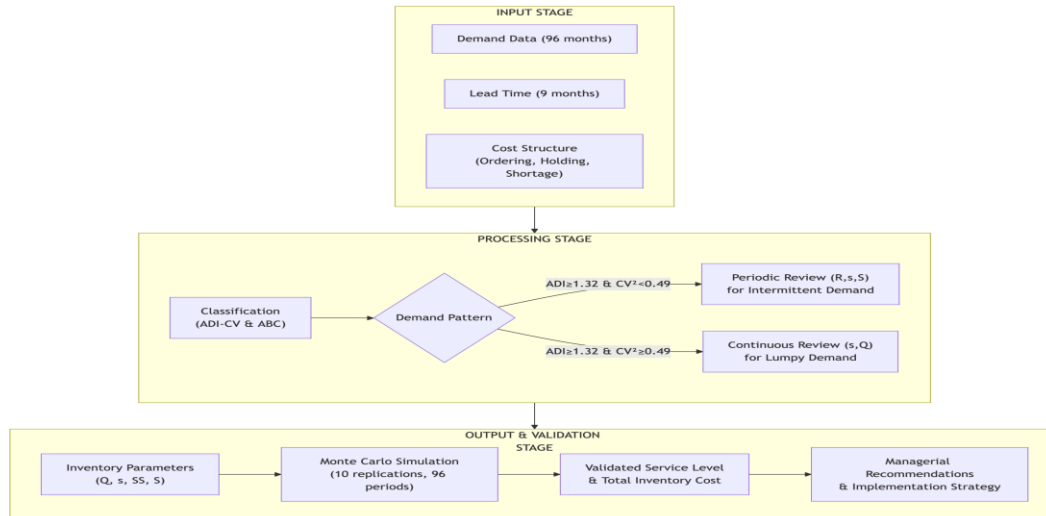 INPUT STAGE
Demand Data (96 months)
Lead Time (9 months)
Cost Structure
(Ordering, Holding,
Shortage)
PROCESSING STAGE
Classification
(ADI-CV & ABC)
Demand Pattern
ADI≥1.32 & CV²<0.49
Periodic Review (R,s,S)
for Intermittent Demand
ADI≥1.32 & CV²≥0.49
Continuous Review (s,Q)
for Lumpy Demand
OUTPUT & VALIDATION
STAGE
Inventory Parameters
(Q, s, SS, S)
Monte Carlo Simulation
(10 replications, 96
periods)
Validated Service Level
& Total Inventory Cost
Managerial
Recommendations
& Implementation Strategy